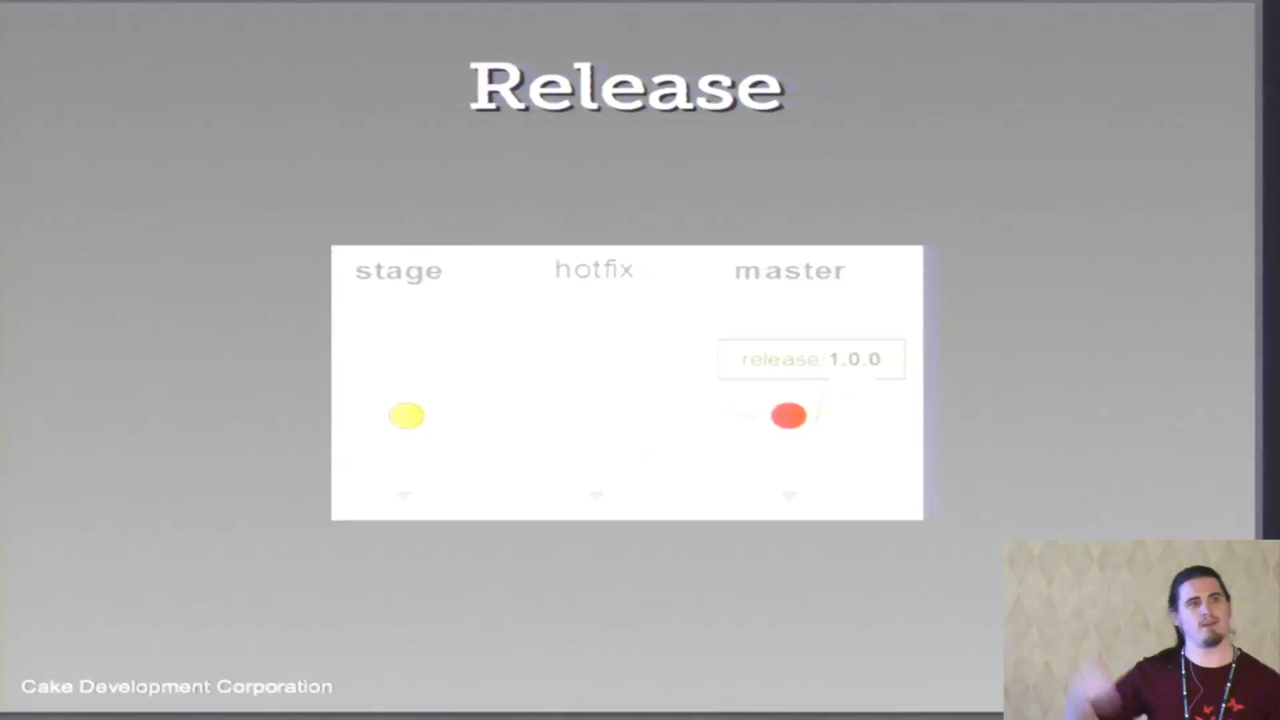 Release
stage hotfix master
release/1.0.0
Cake Development Corporation